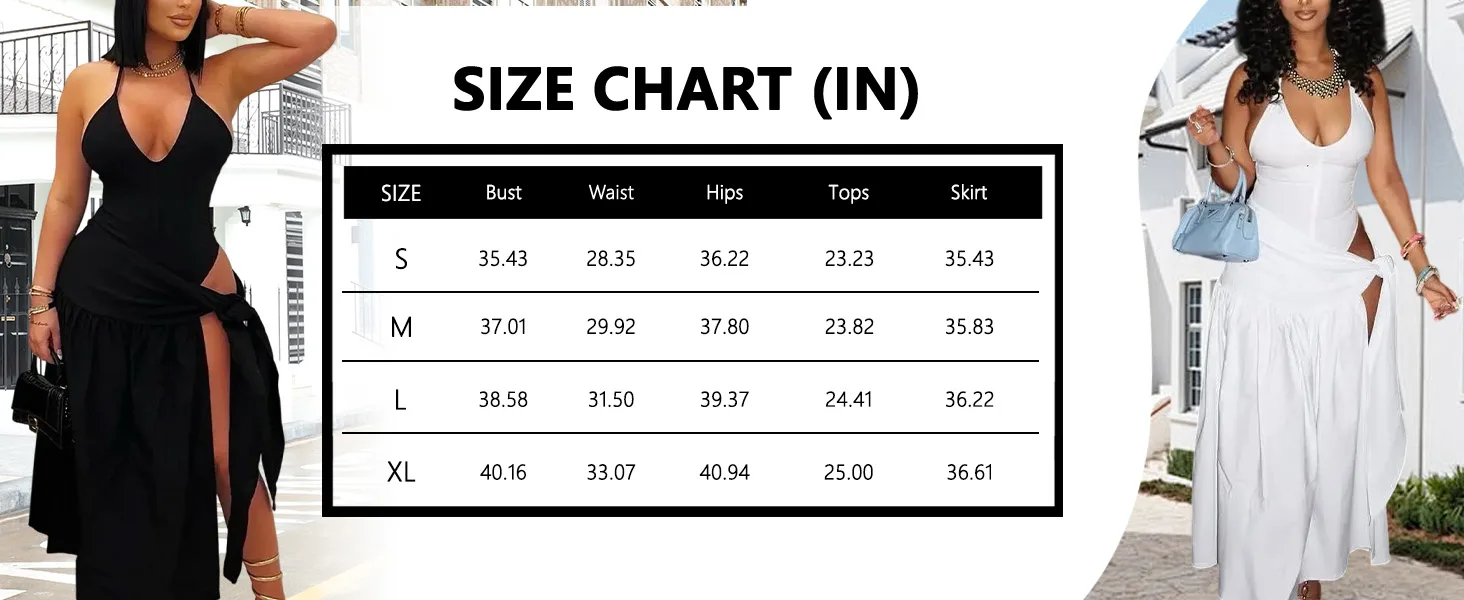 SIZE CHART (IN)
SIZE Bust Waist Hips Tops Skirt
S 35.43 28.35 36.22 23.23 35.43
M 37.01 29.92 37.80 23.82 35.83
L 38.58 31.50 39.37 24.41 36.22
XL 40.16 33.07 40.94 25.00 36.61